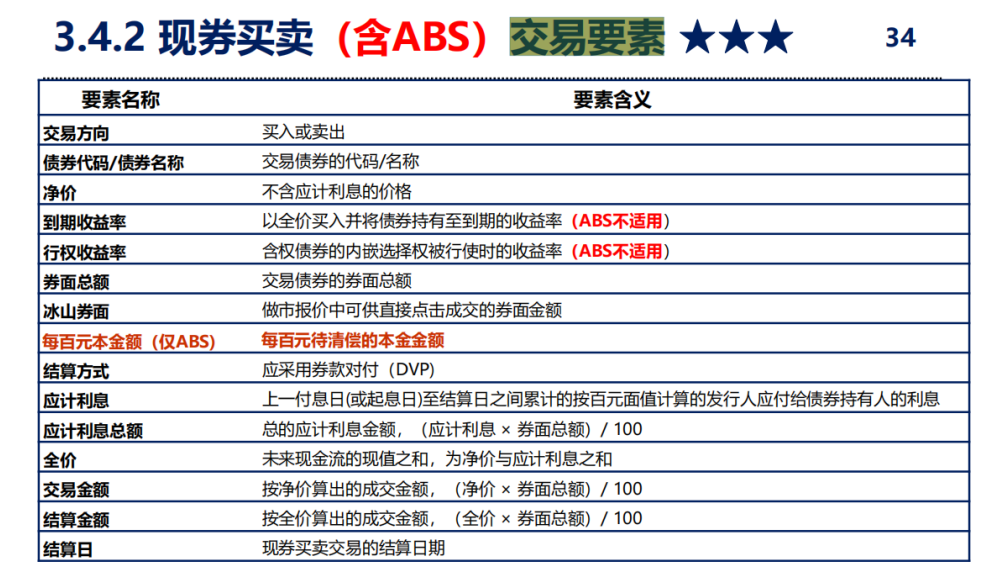 3.4.2 现券买卖（含ABS）交易要素 ★★★ 34
要素名称 要素含义
交易方向 买入或卖出
债券代码/债券名称 交易债券的代码/名称
净价 不含应计利息的价格
到期收益率 以全价买入并将债券持有至到期的收益率（ABS不适用）
行权收益率 含权债券的内嵌选择权被行使时的收益率（ABS不适用）
券面总额 交易债券的券面总额
冰山券面 做市报价中可供直接点击成交的券面金额
每百元本金额（仅ABS） 每百元待清偿的本金金额
结算方式 应采用券款对付（DVP)
应计利息 上一付息日(或起息日)至结算日之间累计的按百元面值计算的发行人应付给债券持有人的利息
应计利息总额 总的应计利息金额，（应计利息 × 券面总额）/ 100
全价 未来现金流的现值之和，为净价与应计利息之和
交易金额 按净价算出的成交金额，（净价 × 券面总额）/ 100
结算金额 按全价算出的成交金额，（全价 × 券面总额）/ 100
结算日 现券买卖交易的结算日期